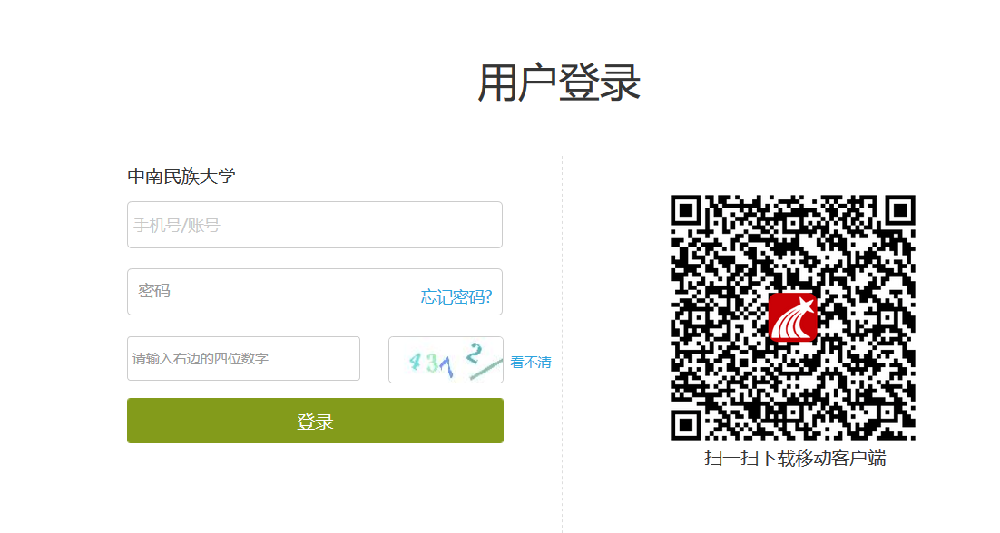 用户登录
中南民族大学
手机号/账号
密码
忘记密码?
请输入右边的四位数字
看不清
登录
扫一扫下载移动客户端